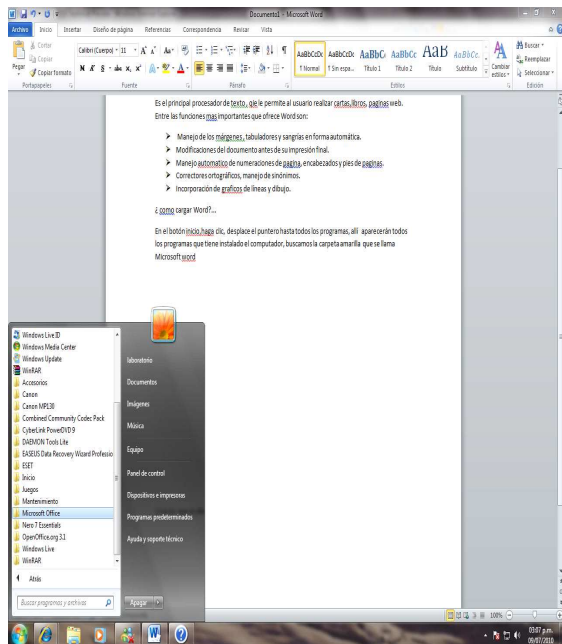 Documento1 - Microsoft Word
Archivo Inicio Insertar Diseño de página Referencias Correspondencia Revisar Vista
Cortar
Copiar
Copiar formato
Pegar
Calibri (Cuerpo) 11
AaBbCcDc AaBbCcDc AaBbC AaBbCc AaB AaBbCc.
¶ Normal ¶ Sin espa... Título 1 Título 2 Título Subtítulo
Cambiar estilos
Buscar
Reemplazar
Seleccionar
Portapapeles Fuente Párrafo Estilos Edición
Es el principal procesador de texto, qie le permite al usuario realizar cartas,libros, paginas web.
Entre las funciones mas importantes que ofrece Word son:
➢ Manejo de los márgenes , tabuladores y sangrías en forma automática.
➢ Modificaciones del documento antes de su impresión final.
➢ Manejo automatico de numeraciones de pagina, encabezados y pies de paginas.
➢ Correctores ortográficos, manejo de sinónimos.
➢ Incorporación de graficos de líneas y dibujo.
¿ como cargar Word?...
En el botón inicio,haga clic, desplace el puntero hasta todos los programas, allí aparecerán todos
los programas que tiene instalado el computador, buscamos la carpeta amarilla que se llama
Microsoft word
Windows Live ID
Windows Media Center
Windows Update
WinRAR
Accesorios
Canon
Canon MP130
Combined Community Codec Pack
CyberLink PowerDVD 9
DAEMON Tools Lite
EASEUS Data Recovery Wizard Professio
ESET
Inicio
Juegos
Mantenimiento
Microsoft Office
Nero 7 Essentials
OpenOffice.org 3.1
Windows Live
WinRAR
Atrás
Buscar programas y archivos
laboratorio
Documentos
Imágenes
Música
Equipo
Panel de control
Dispositivos e impresoras
Programas predeterminados
Ayuda y soporte técnico
Apagar
100%
03:07 p.m.
09/07/2010